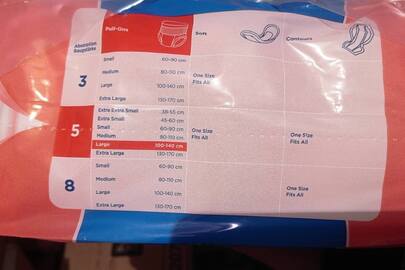 Absorption
Saugstärke
Pull-Ons
Soft
Contours
3
Small 60-90 cm
Medium 80-110 cm
Large 100-140 cm
Extra Large 130-170 cm
One Size
Fits All
5
Extra Extra Small 38-55 cm
Extra Small 45-60 cm
Small 60-90 cm
Medium 80-110 cm
Large 100-140 cm
Extra Large 130-170 cm
One Size
Fits All
One Size
Fits All
8
Small 60-90 cm
Medium 80-110 cm
Large 100-140 cm
Extra Large 130-170 cm
One Size
Fits All